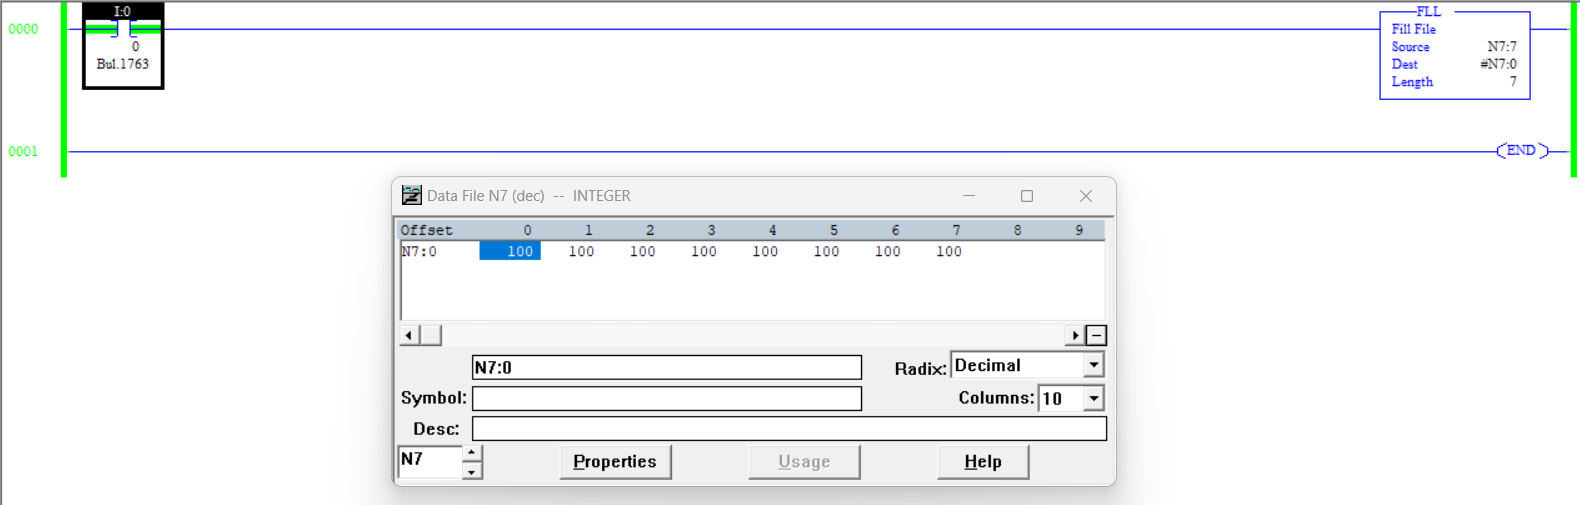 I:0
FLL
0000
Fill File
0
Source N7:7
Bul.1763
Dest #N7:0
Length 7
0001
END
Data File N7 (dec) -- INTEGER
Offset 0 1 2 3 4 5 6 7 8 9
N7:0 100 100 100 100 100 100 100 100
N7:0
Radix: Decimal
Symbol:
Columns: 10
Desc:
N7
Properties
Usage
Help